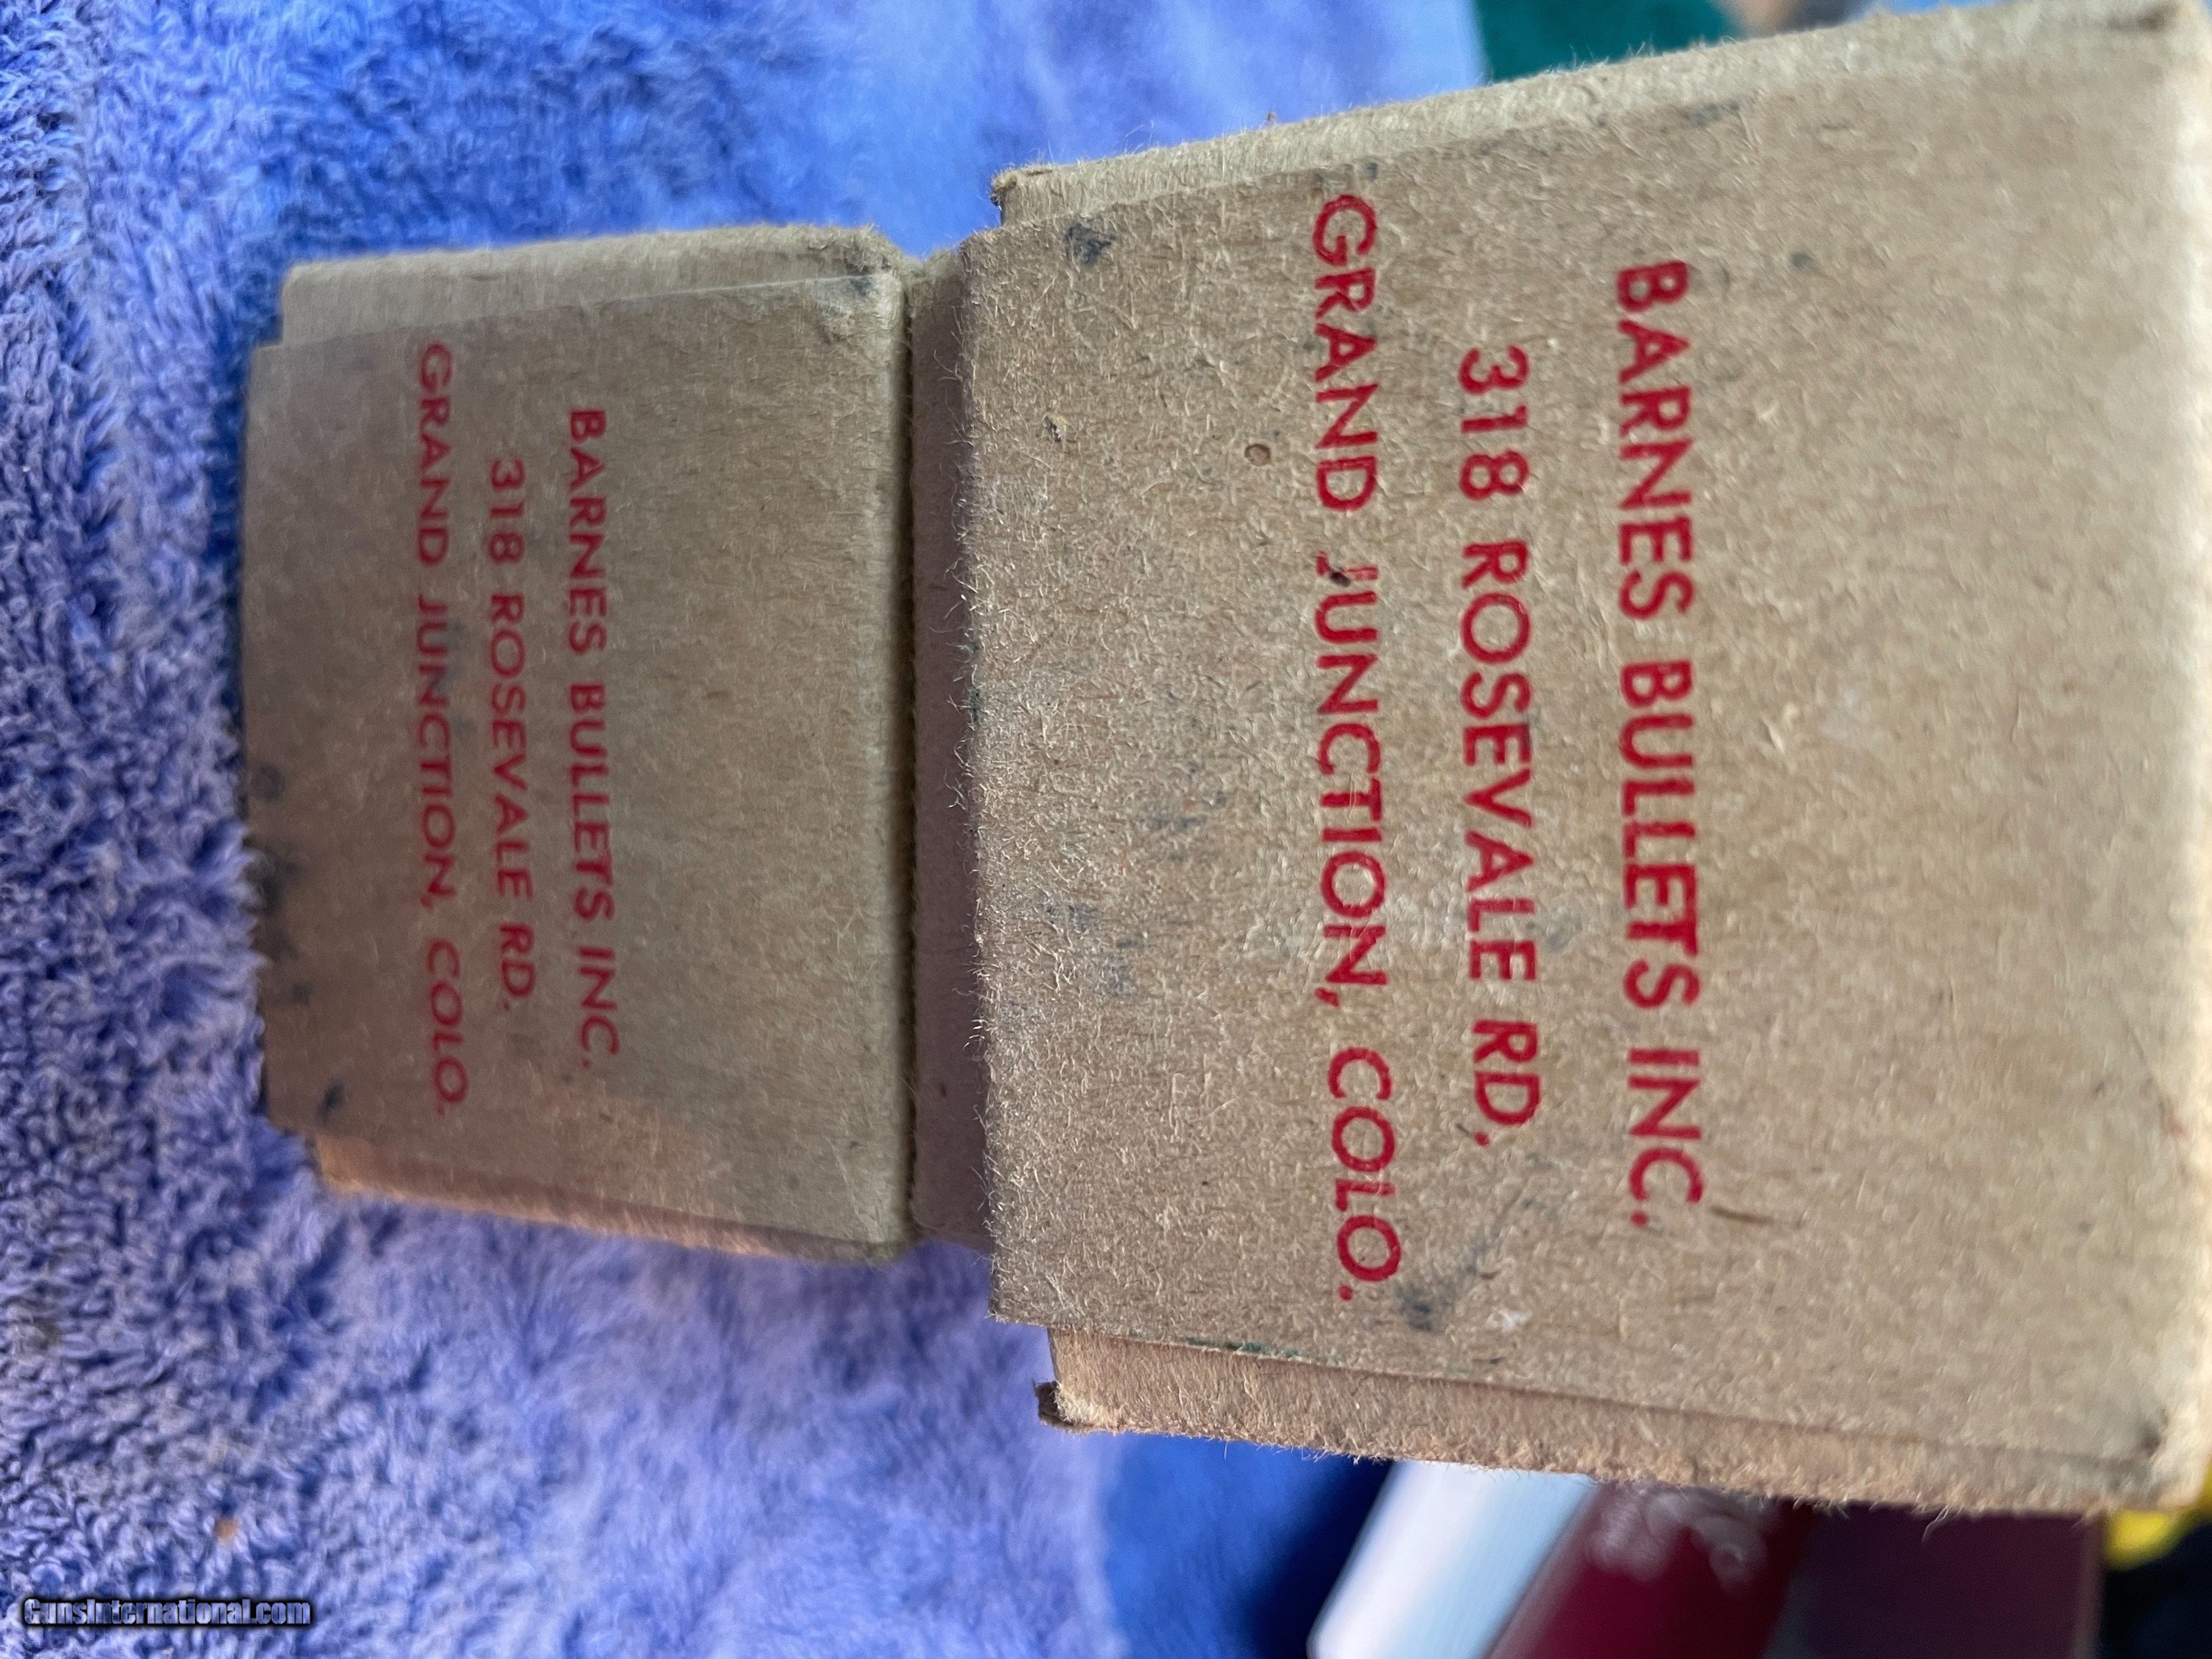 BARNES BULLETS INC.
318 ROSEVALE RD.
GRAND JUNCTION, COLO.
BARNES BULLETS INC.
318 ROSEVALE RD.
GRAND JUNCTION, COLO.
GunsInternational.com